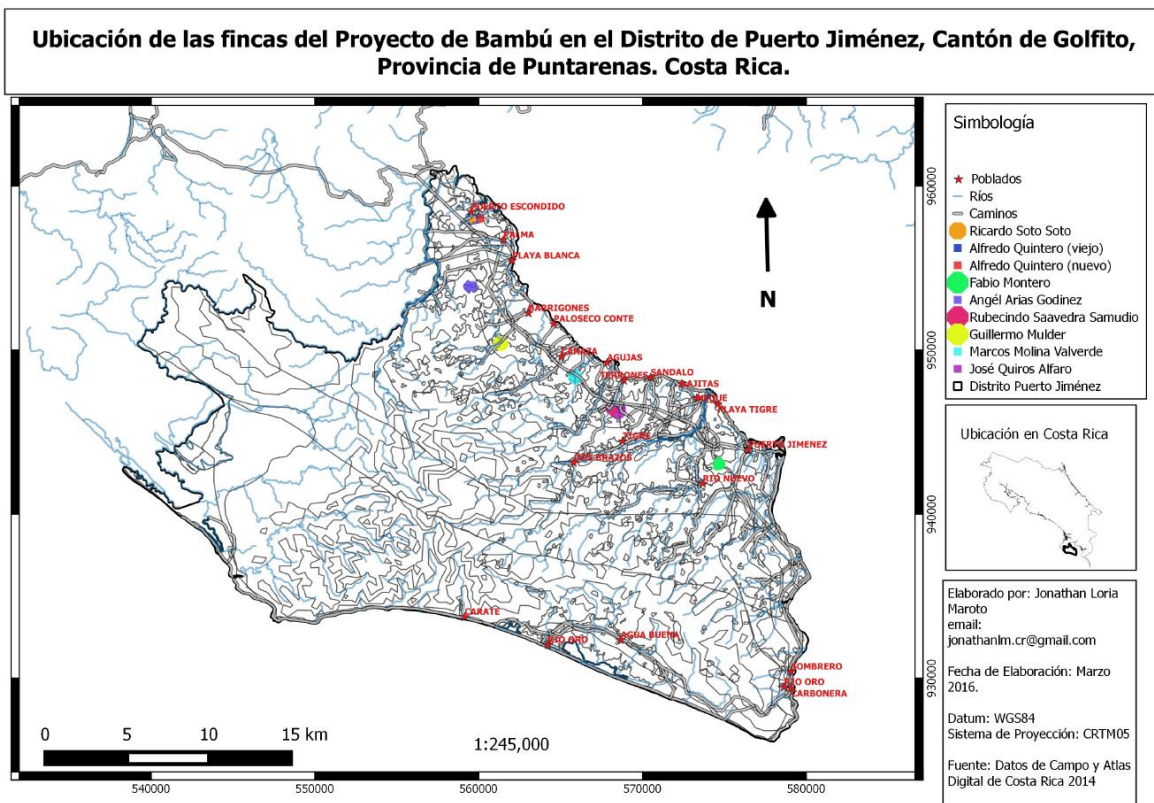 Ubicación de las fincas del Proyecto de Bambú en el Distrito de Puerto Jiménez, Cantón de Golfito,
Provincia de Puntarenas. Costa Rica.
PUERTO ESCONDIDO
PALMA
PLAYA BLANCA
BARRIGONES
PALOSECO CONTE
CAÑAZA
AGUJAS
TERRONES
SANDALO
BAJITAS
PLAYA TIGRE
TIGRE
DOS BRAZOS
PUERTO JIMENEZ
RIO NUEVO
CARATE
RIO ORO
AGUA BUENA
SOMBRERO
RIO ORO
CARBONERA
N
0 5 10 15 km
1:245,000
540000 550000 560000 570000 580000
960000
950000
940000
930000
Simbología
Poblados
Ríos
Caminos
Ricardo Soto Soto
Alfredo Quintero (viejo)
Alfredo Quintero (nuevo)
Fabio Montero
Angél Arias Godinez
Rubecindo Saavedra Samudio
Guillermo Mulder
Marcos Molina Valverde
José Quiros Alfaro
Distrito Puerto Jiménez
Ubicación en Costa Rica
Elaborado por: Jonathan Loria
Maroto
email:
jonathanlm.cr@gmail.com
Fecha de Elaboración: Marzo
2016.
Datum: WGS84
Sistema de Proyección: CRTM05
Fuente: Datos de Campo y Atlas
Digital de Costa Rica 2014